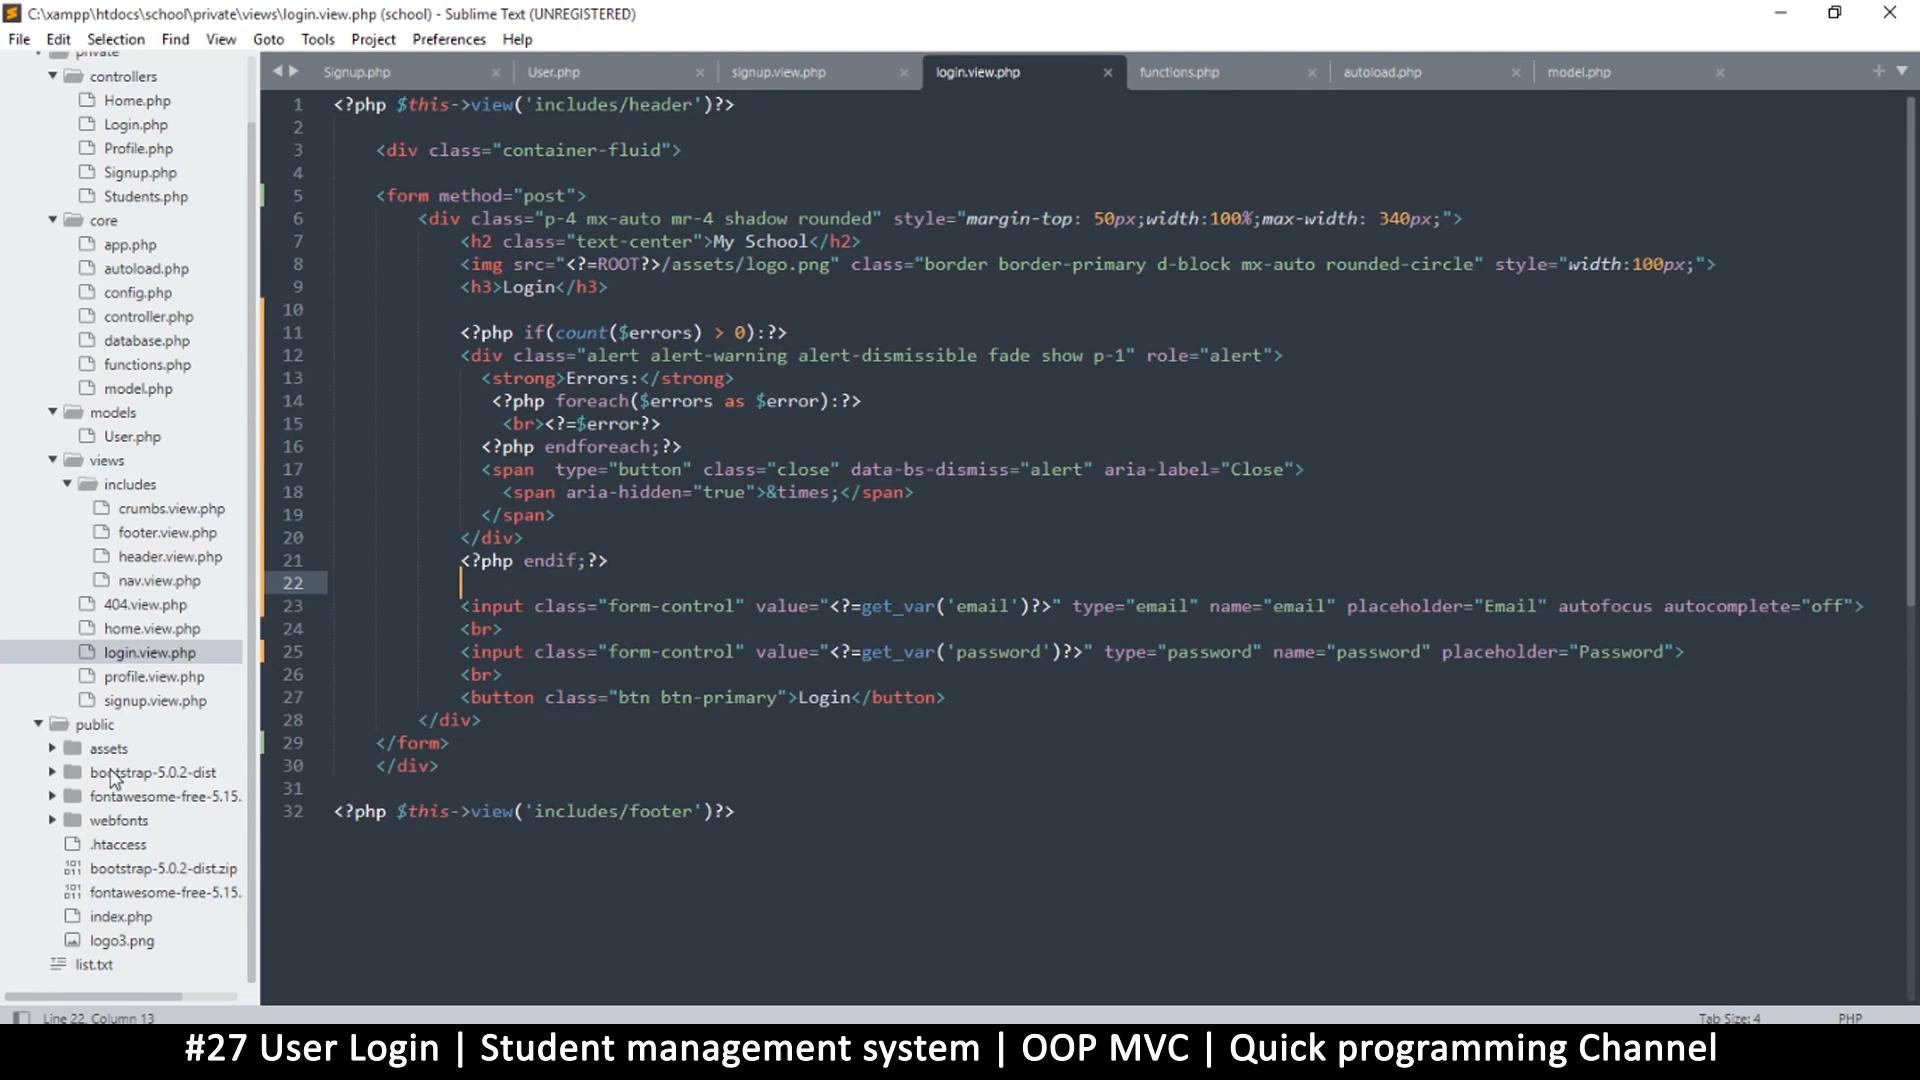 C:\xampp\htdocs\school\private\views\login.view.php (school) - Sublime Text (UNREGISTERED)
File Edit Selection Find View Goto Tools Project Preferences Help
private
controllers
Home.php
Login.php
Profile.php
Signup.php
Students.php
core
app.php
autoload.php
config.php
controller.php
database.php
functions.php
model.php
models
User.php
views
includes
crumbs.view.php
footer.view.php
header.view.php
nav.view.php
404.view.php
home.view.php
login.view.php
profile.view.php
signup.view.php
public
assets
bootstrap-5.0.2-dist
fontawesome-free-5.15.
webfonts
.htaccess
bootstrap-5.0.2-dist.zip
fontawesome-free-5.15.
index.php
logo3.png
list.txt
Signup.php User.php signup.view.php login.view.php functions.php autoload.php model.php
1 <?php $this->view('includes/header')?>
2
3 <div class="container-fluid">
4
5 <form method="post">
6 <div class="p-4 mx-auto mr-4 shadow rounded" style="margin-top: 50px;width:100%;max-width: 340px;">
7 <h2 class="text-center">My School</h2>
8 <img src="<?=ROOT?>/assets/logo.png" class="border border-primary d-block mx-auto rounded-circle" style="width:100px;">
9 <h3>Login</h3>
10
11 <?php if(count($errors) > 0):?>
12 <div class="alert alert-warning alert-dismissible fade show p-1" role="alert">
13 <strong>Errors:</strong>
14 <?php foreach($errors as $error):?>
15 <br><?=$error?>
16 <?php endforeach;?>
17 <span  type="button" class="close" data-bs-dismiss="alert" aria-label="Close">
18 <span aria-hidden="true">&times;</span>
19 </span>
20 </div>
21 <?php endif;?>
22
23 <input class="form-control" value="<?=get_var('email')?>" type="email" name="email" placeholder="Email" autofocus autocomplete="off">
24 <br>
25 <input class="form-control" value="<?=get_var('password')?>" type="password" name="password" placeholder="Password">
26 <br>
27 <button class="btn btn-primary">Login</button>
28 </div>
29 </form>
30 </div>
31
32 <?php $this->view('includes/footer')?>
Line 22, Column 13 Tab Size: 4 PHP
#27 User Login | Student management system | OOP MVC | Quick programming Channel